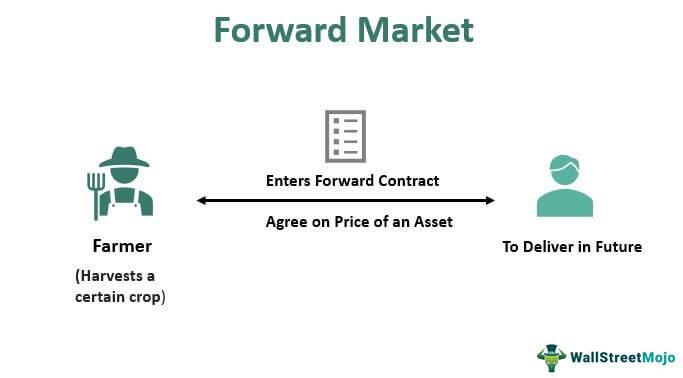 Forward Market
Enters Forward Contract
Agree on Price of an Asset
Farmer
(Harvests a
certain crop)
To Deliver in Future
WallStreetMojo